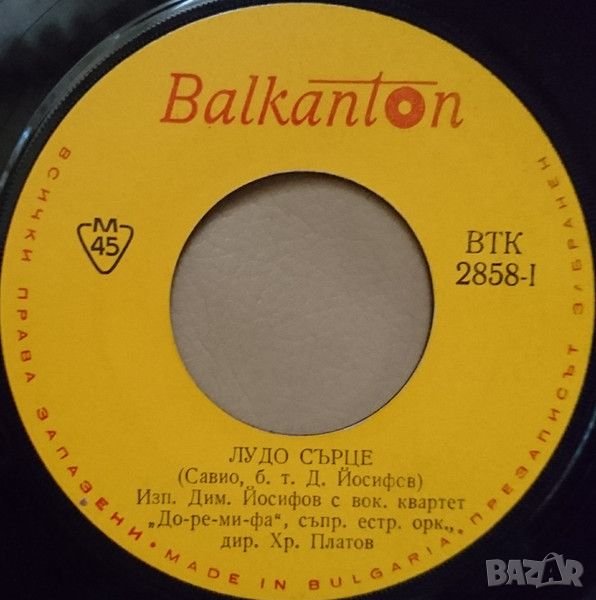 Balkanton
M
45
ВТК
2858-I
ЛУДО СЪРЦЕ
(Савио, б. т. Д. Йосифов)
Изп. Дим. Йосифов с вок. квартет
„До-ре-ми-фа", съпр. естр. орк.,
дир. Хр. Платов
ВСИЧКИ ПРАВА ЗАПАЗЕНИ • MADE IN BULGARIA • ПРЕЗАПИСЪТ ЗАБРАНЕН
BAZAR